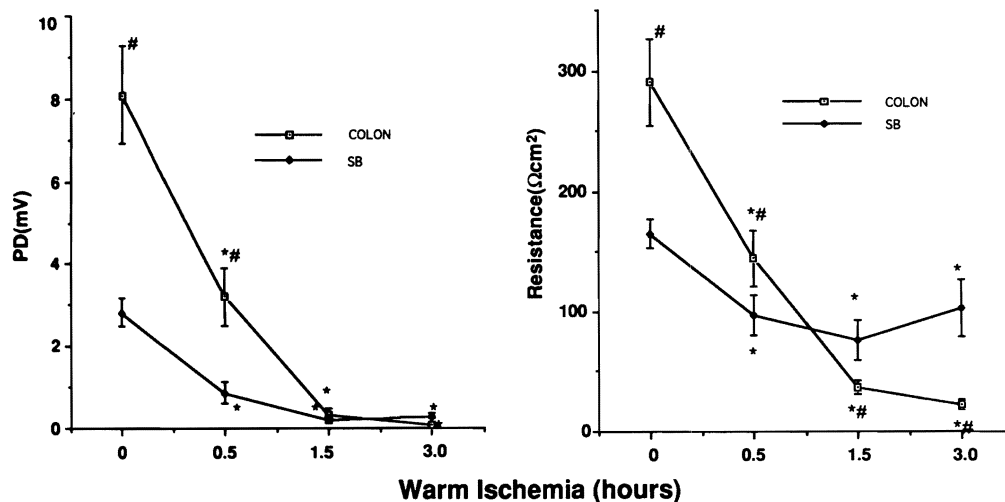 10
8
6
4
2
0
PD(mV)
#
*#
*
*
*
*
*
COLON
SB
0 0.5 1.5 3.0
300
200
100
0
Resistance(Ωcm²)
#
*#
*
*
*
*#
*#
COLON
SB
0 0.5 1.5 3.0
Warm Ischemia (hours)